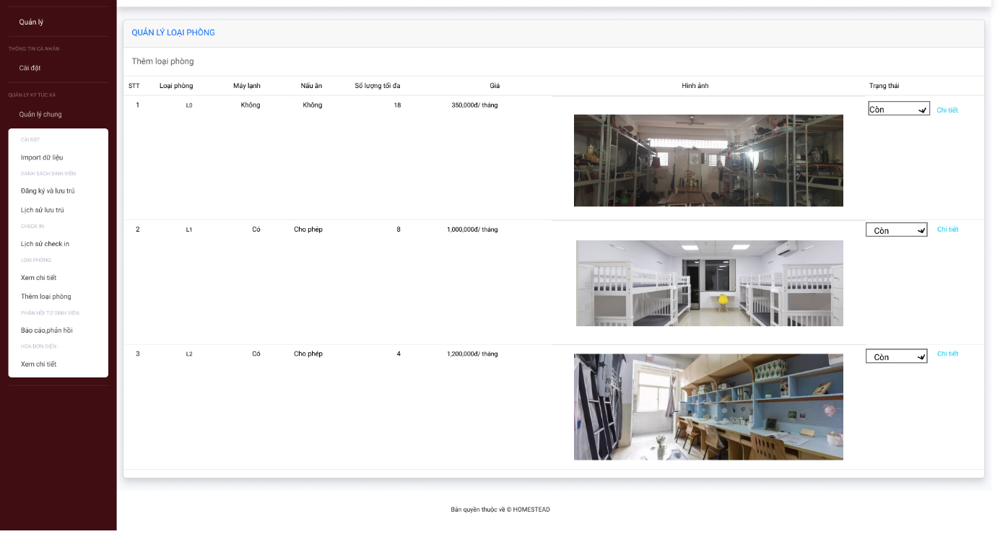 Quản lý
THÔNG TIN CÁ NHÂN
Cài đặt
QUẢN LÝ KÝ TÚC XÁ
Quản lý chung
CÀI ĐẶT
Import dữ liệu
DANH SÁCH SINH VIÊN
Đăng ký và lưu trú
Lịch sử lưu trú
CHECK IN
Lịch sử check in
LOẠI PHÒNG:
Xem chi tiết
Thêm loại phòng
PHẢN HỒI TỪ SINH VIÊN
Báo cáo,phản hồi
HÓA ĐƠN ĐIỆN :
Xem chi tiết
QUẢN LÝ LOẠI PHÒNG
Thêm loại phòng
STT Loại phòng Máy lạnh Nấu ăn Số lượng tối đa Giá Hình ảnh Trạng thái
1 L0 Không Không 18 350,000đ/ tháng Còn Chi tiết
2 L1 Có Cho phép 8 1,000,000đ/ tháng Còn Chi tiết
3 L2 Có Cho phép 4 1,200,000đ/ tháng Còn Chi tiết
Bản quyền thuộc về © HOMESTEAD